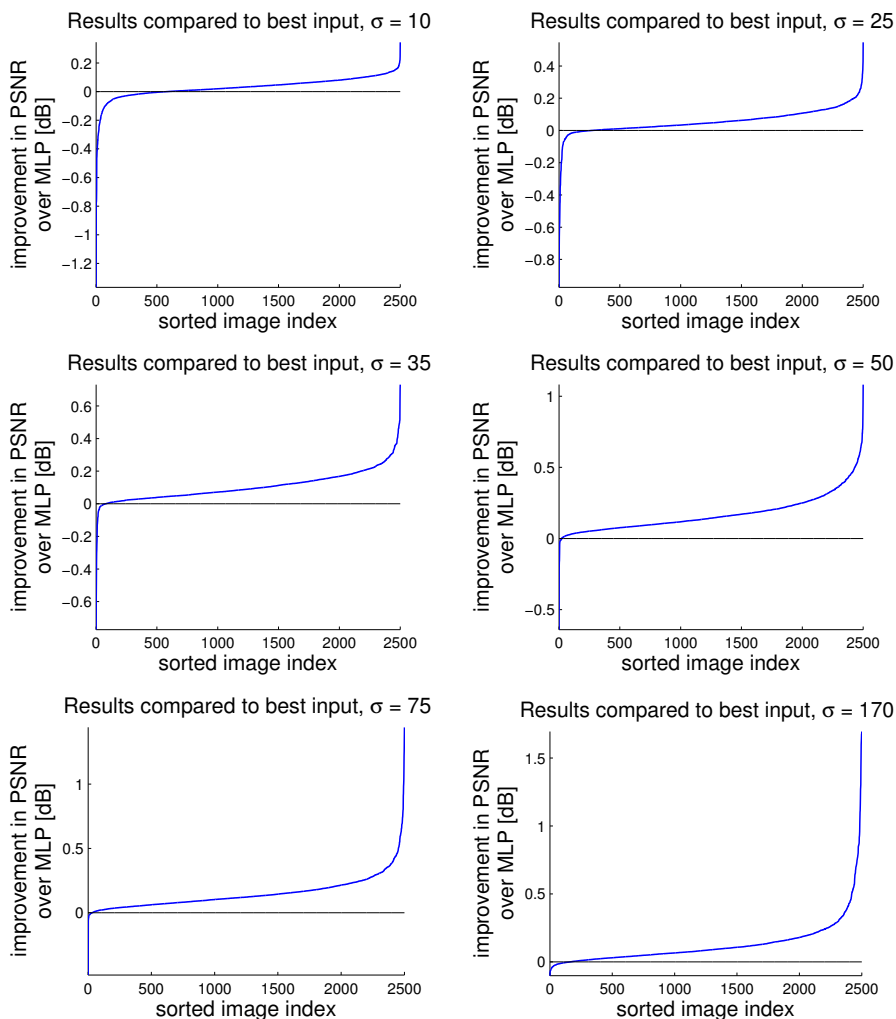 Results compared to best input, σ = 10
improvement in PSNR
over MLP [dB]
0.2
0
−0.2
−0.4
−0.6
−0.8
−1
−1.2
0
500
1000
1500
2000
2500
sorted image index
Results compared to best input, σ = 25
improvement in PSNR
over MLP [dB]
0.4
0.2
0
−0.2
−0.4
−0.6
−0.8
0
500
1000
1500
2000
2500
sorted image index
Results compared to best input, σ = 35
improvement in PSNR
over MLP [dB]
0.6
0.4
0.2
0
−0.2
−0.4
−0.6
0
500
1000
1500
2000
2500
sorted image index
Results compared to best input, σ = 50
improvement in PSNR
over MLP [dB]
1
0.5
0
−0.5
0
500
1000
1500
2000
2500
sorted image index
Results compared to best input, σ = 75
improvement in PSNR
over MLP [dB]
1
0.5
0
0
500
1000
1500
2000
2500
sorted image index
Results compared to best input, σ = 170
improvement in PSNR
over MLP [dB]
1.5
1
0.5
0
0
500
1000
1500
2000
2500
sorted image index